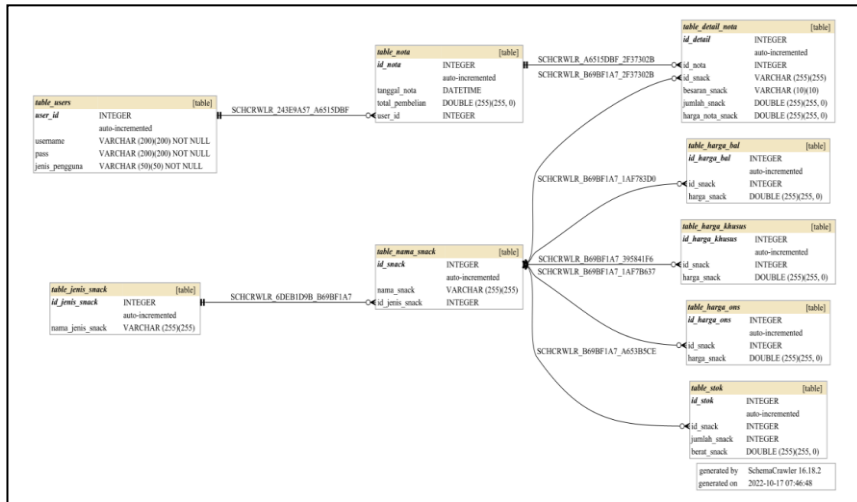 table_users [table]
user_id INTEGER
auto-incremented
username VARCHAR (200)(200) NOT NULL
pass VARCHAR (200)(200) NOT NULL
jenis_pengguna VARCHAR (50)(50) NOT NULL
SCHCRWLR_243E9A57_A6515DBF
table_nota [table]
id_nota INTEGER
auto-incremented
tanggal_nota DATETIME
total_pembelian DOUBLE (255)(255, 0)
user_id INTEGER
SCHCRWLR_A6515DBF_2F37302B
SCHCRWLR_B69BF1A7_2F37302B
table_detail_nota [table]
id_detail INTEGER
auto-incremented
id_nota INTEGER
id_snack VARCHAR (255)(255)
besaran_snack VARCHAR (10)(10)
jumlah_snack DOUBLE (255)(255, 0)
harga_nota_snack DOUBLE (255)(255, 0)
SCHCRWLR_B69BF1A7_1AF783D0
table_harga_bal [table]
id_harga_bal INTEGER
auto-incremented
id_snack INTEGER
harga_snack DOUBLE (255)(255, 0)
table_jenis_snack [table]
id_jenis_snack INTEGER
auto-incremented
nama_jenis_snack VARCHAR (255)(255)
SCHCRWLR_6DEB1D9B_B69BF1A7
table_nama_snack [table]
id_snack INTEGER
auto-incremented
nama_snack VARCHAR (255)(255)
id_jenis_snack INTEGER
SCHCRWLR_B69BF1A7_395841F6
SCHCRWLR_B69BF1A7_1AF7B637
table_harga_khusus [table]
id_harga_khusus INTEGER
auto-incremented
id_snack INTEGER
harga_snack DOUBLE (255)(255, 0)
table_harga_ons [table]
id_harga_ons INTEGER
auto-incremented
id_snack INTEGER
harga_snack DOUBLE (255)(255, 0)
SCHCRWLR_B69BF1A7_A653B5CE
table_stok [table]
id_stok INTEGER
auto-incremented
id_snack INTEGER
jumlah_snack INTEGER
berat_snack DOUBLE (255)(255, 0)
generated by SchemaCrawler 16.18.2
generated on 2022-10-17 07:46:48